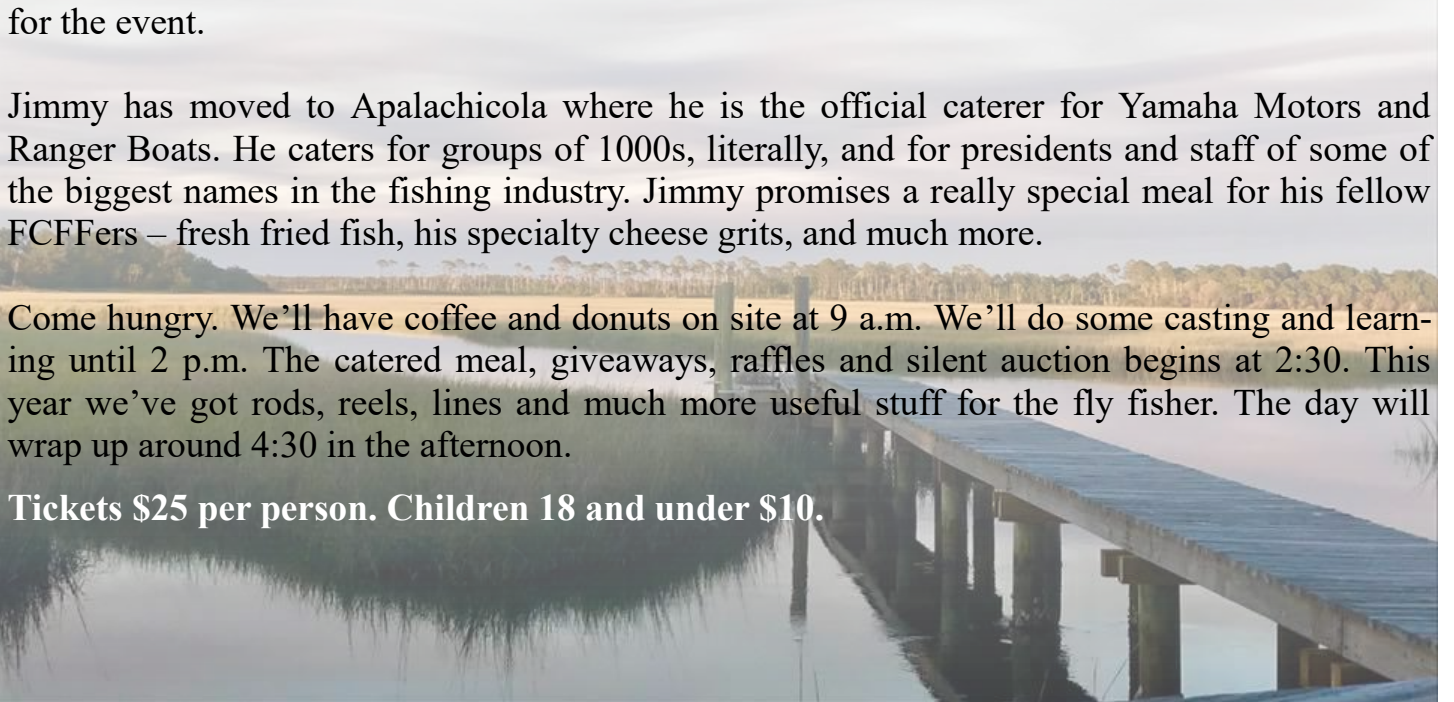 for the event.
Jimmy has moved to Apalachicola where he is the official caterer for Yamaha Motors and
Ranger Boats. He caters for groups of 1000s, literally, and for presidents and staff of some of
the biggest names in the fishing industry. Jimmy promises a really special meal for his fellow
FCFFers – fresh fried fish, his specialty cheese grits, and much more.
Come hungry. We’ll have coffee and donuts on site at 9 a.m. We’ll do some casting and learn-
ing until 2 p.m. The catered meal, giveaways, raffles and silent auction begins at 2:30. This
year we’ve got rods, reels, lines and much more useful stuff for the fly fisher. The day will
wrap up around 4:30 in the afternoon.
Tickets $25 per person. Children 18 and under $10.